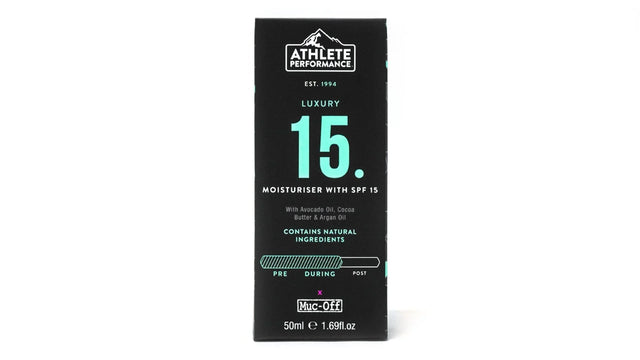 ATHLETE
PERFORMANCE
EST. 1994
LUXURY
15.
MOISTURISER WITH SPF 15
With Avocado Oil, Cocoa
Butter & Argan Oil
CONTAINS NATURAL
INGREDIENTS
PRE DURING POST
x
Muc-Off
50ml ℮ 1.69fl.oz